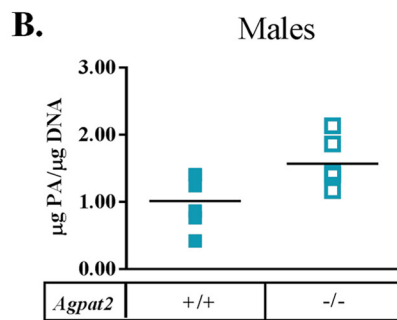 B.
Males
µg PA/µg DNA
3.00
2.00
1.00
0.00
Agpat2 +/+ -/-